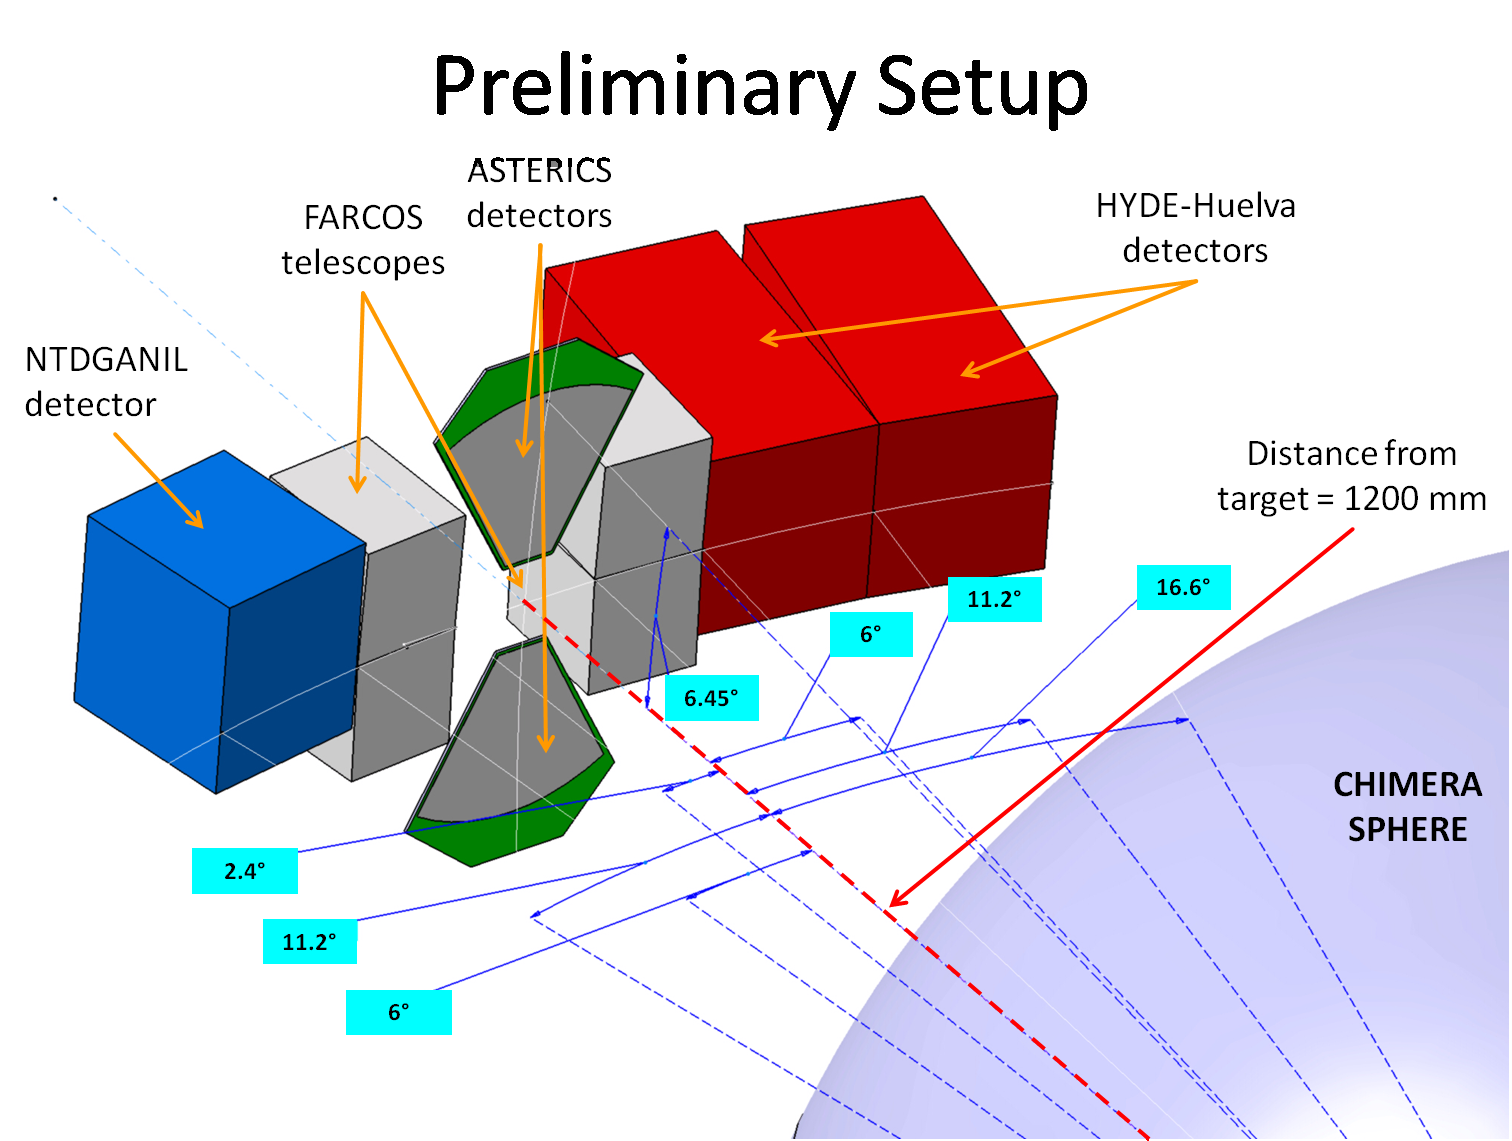 Preliminary Setup
ASTERICS
detectors
FARCOS
telescopes
HYDE-Huelva
detectors
NTDGANIL
detector
Distance from
target = 1200 mm
16.6°
11.2°
6°
6.45°
CHIMERA
SPHERE
2.4°
11.2°
6°